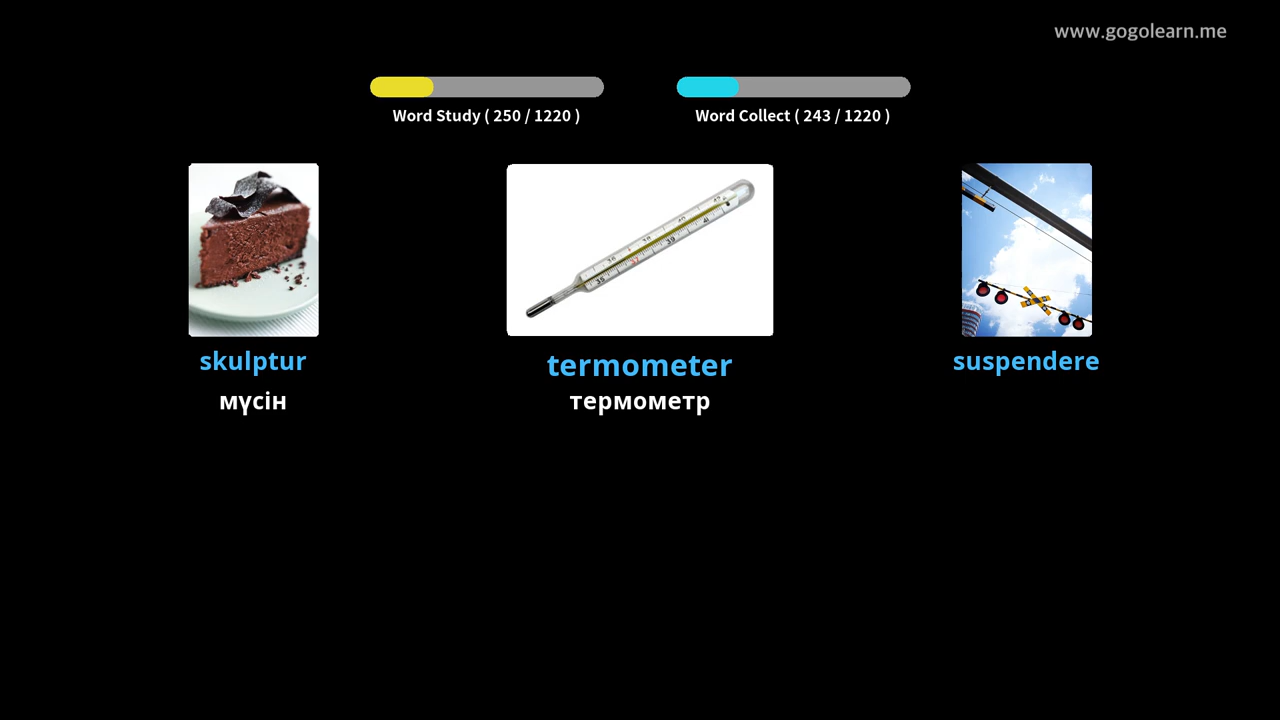 www.gogolearn.me
Word Study ( 250 / 1220 )
Word Collect ( 243 / 1220 )
skulptur
termometer
suspendere
мүсін
термометр